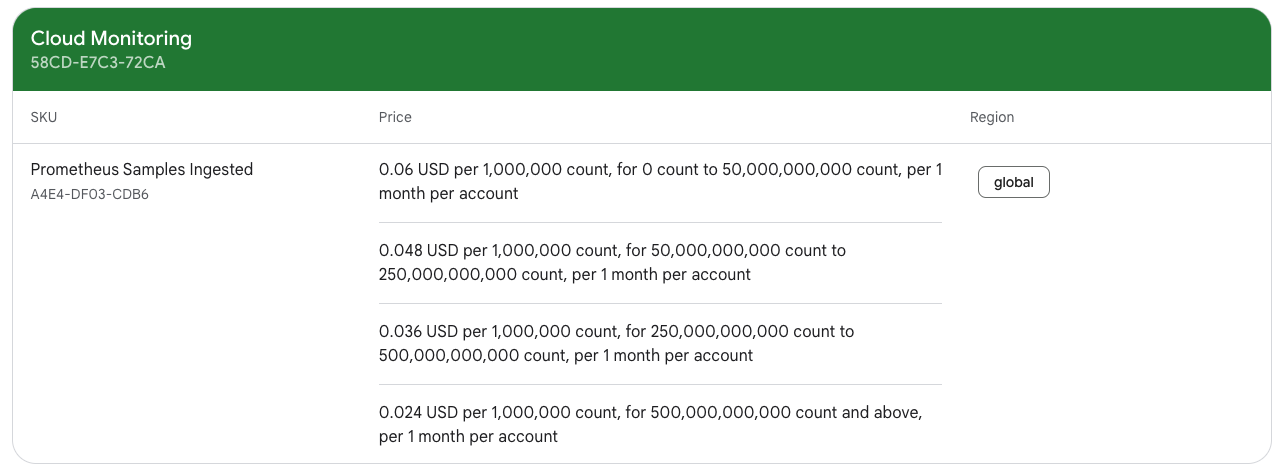 Cloud Monitoring
58CD-E7C3-72CA
SKU
Price
Region
Prometheus Samples Ingested
A4E4-DF03-CDB6
0.06 USD per 1,000,000 count, for 0 count to 50,000,000,000 count, per 1
month per account
global
0.048 USD per 1,000,000 count, for 50,000,000,000 count to
250,000,000,000 count, per 1 month per account
0.036 USD per 1,000,000 count, for 250,000,000,000 count to
500,000,000,000 count, per 1 month per account
0.024 USD per 1,000,000 count, for 500,000,000,000 count and above,
per 1 month per account